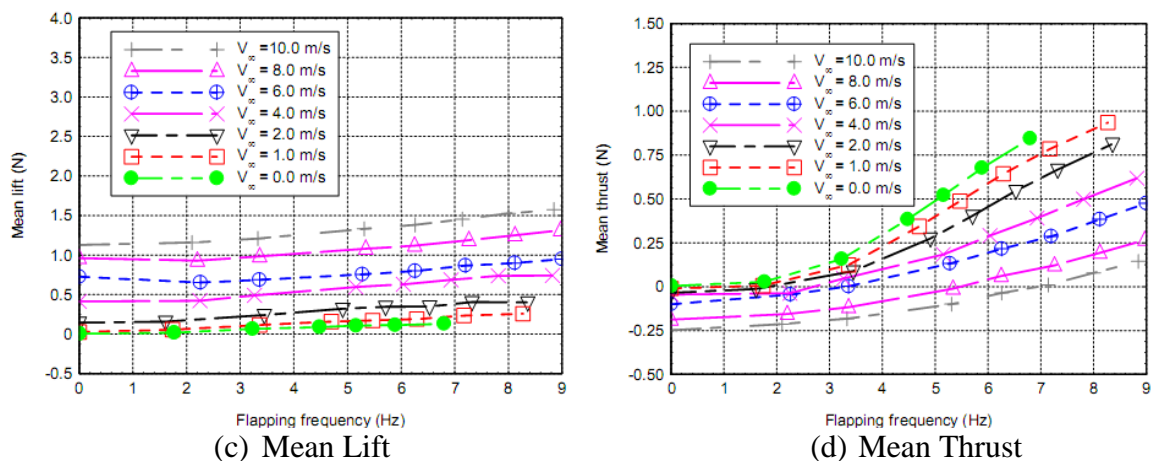 4.0
3.5
3.0
2.5
2.0
1.5
1.0
0.5
0
-0.5
Mean lift (N)
V∞=10.0 m/s
V∞= 8.0 m/s
V∞= 6.0 m/s
V∞= 4.0 m/s
V∞= 2.0 m/s
V∞= 1.0 m/s
V∞= 0.0 m/s
0 1 2 3 4 5 6 7 8 9
Flapping frequency (Hz)
(c) Mean Lift
1.50
1.25
1.00
0.75
0.50
0.25
0
-0.25
-0.50
Mean thrust (N)
V∞=10.0 m/s
V∞= 8.0 m/s
V∞= 6.0 m/s
V∞= 4.0 m/s
V∞= 2.0 m/s
V∞= 1.0 m/s
V∞= 0.0 m/s
0 1 2 3 4 5 6 7 8 9
Flapping frequency (Hz)
(d) Mean Thrust